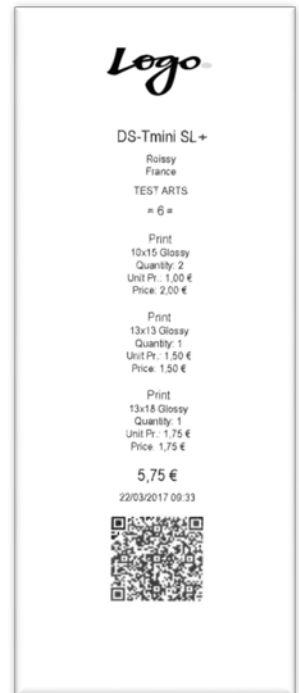 Logo
DS-Tmini SL+
Roissy
France
TEST ARTS
= 6 =
Print
10x15 Glossy
Quantity: 2
Unit Pr.: 1,00 €
Price: 2,00 €
Print
13x13 Glossy
Quantity: 1
Unit Pr.: 1,50 €
Price: 1,50 €
Print
13x18 Glossy
Quantity: 1
Unit Pr.: 1,75 €
Price: 1,75 €
5,75 €
22/03/2017 09:33